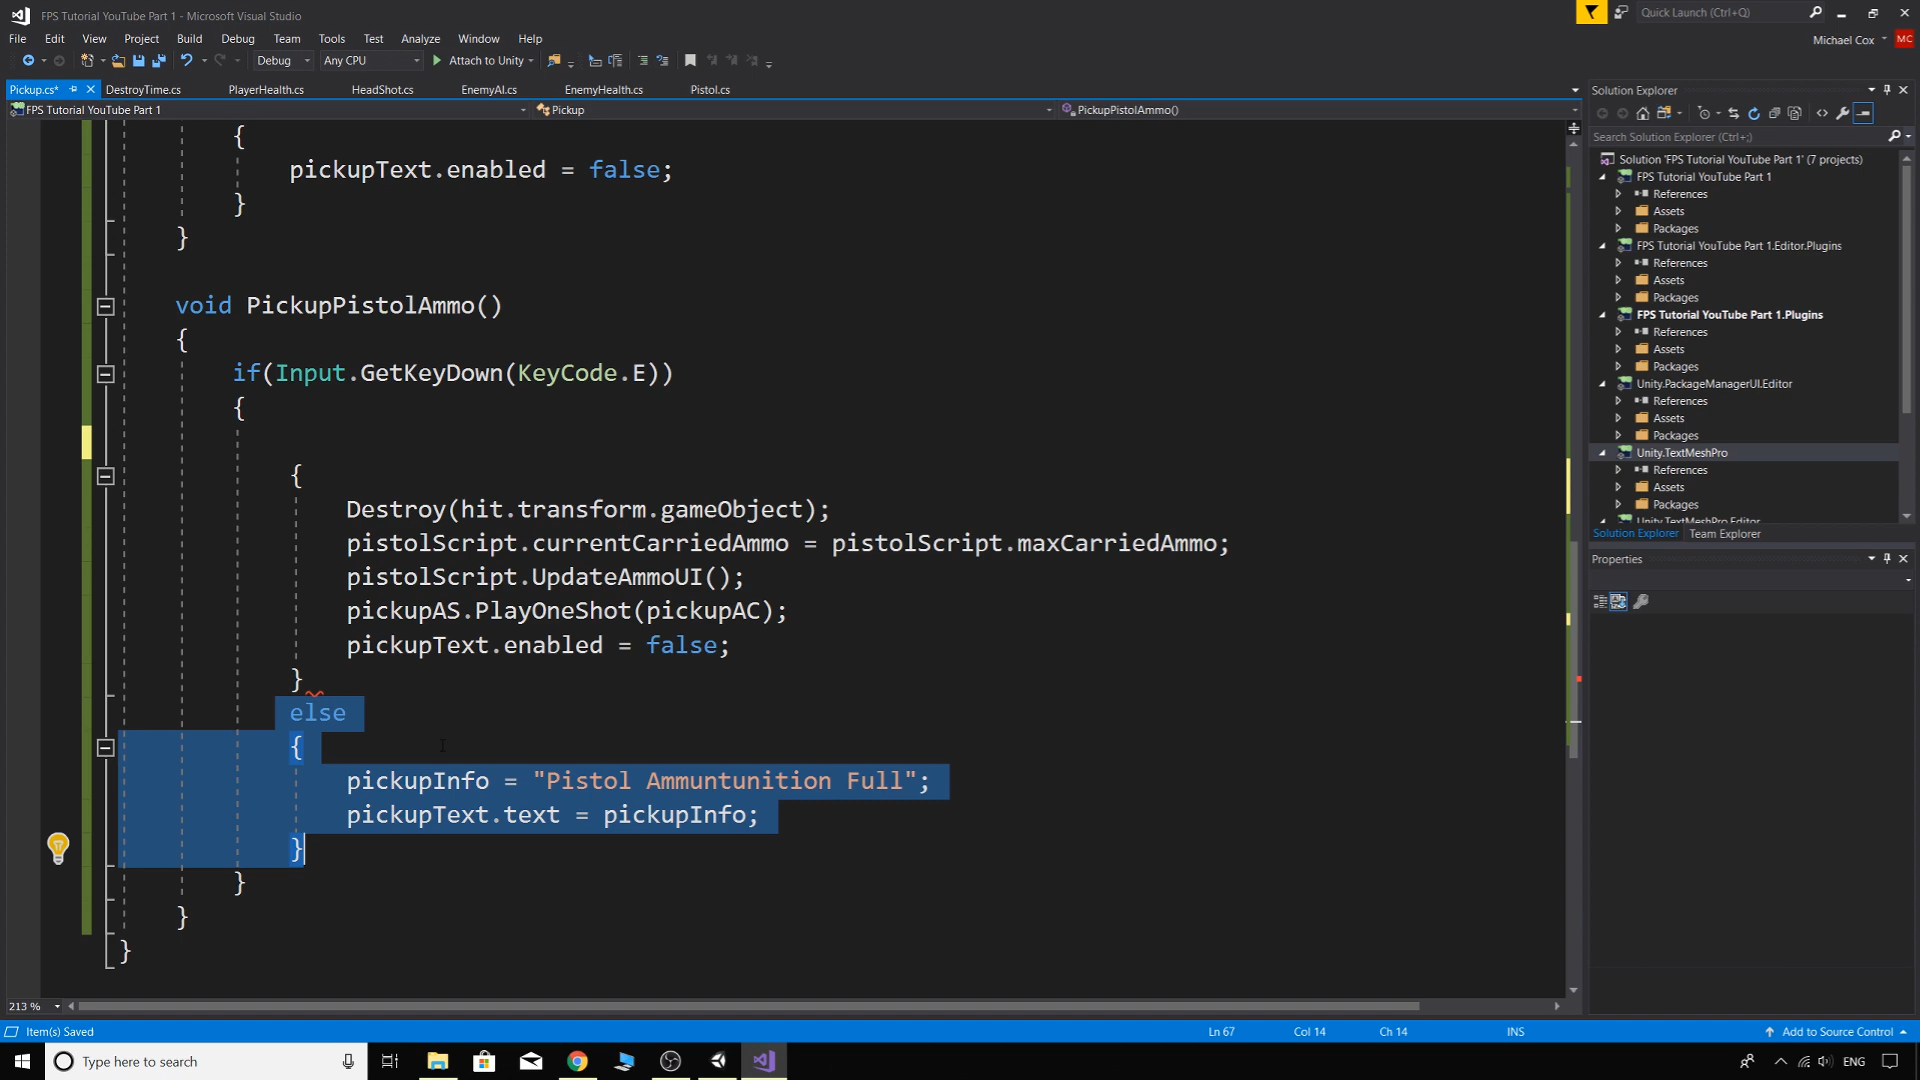 FPS Tutorial YouTube Part 1 - Microsoft Visual Studio
Quick Launch (Ctrl+Q)
File Edit View Project Build Debug Team Tools Test Analyze Window Help
Michael Cox MC
Debug Any CPU Attach to Unity
Pickup.cs* DestroyTime.cs PlayerHealth.cs HeadShot.cs EnemyAI.cs EnemyHealth.cs Pistol.cs
FPS Tutorial YouTube Part 1 Pickup PickupPistolAmmo()
{
pickupText.enabled = false;
}
}
void PickupPistolAmmo()
{
if(Input.GetKeyDown(KeyCode.E))
{
{
Destroy(hit.transform.gameObject);
pistolScript.currentCarriedAmmo = pistolScript.maxCarriedAmmo;
pistolScript.UpdateAmmoUI();
pickupAS.PlayOneShot(pickupAC);
pickupText.enabled = false;
}
else
{
pickupInfo = "Pistol Ammuntunition Full";
pickupText.text = pickupInfo;
}
}
}
}
213 %
Solution Explorer
Search Solution Explorer (Ctrl+;)
Solution 'FPS Tutorial YouTube Part 1' (7 projects)
FPS Tutorial YouTube Part 1
References
Assets
Packages
FPS Tutorial YouTube Part 1.Editor.Plugins
References
Assets
Packages
FPS Tutorial YouTube Part 1.Plugins
References
Assets
Packages
Unity.PackageManagerUI.Editor
References
Assets
Packages
Unity.TextMeshPro
References
Assets
Packages
Unity.TextMeshPro.Editor
Solution Explorer Team Explorer
Properties
Item(s) Saved Ln 67 Col 14 Ch 14 INS Add to Source Control
Type here to search
ENG